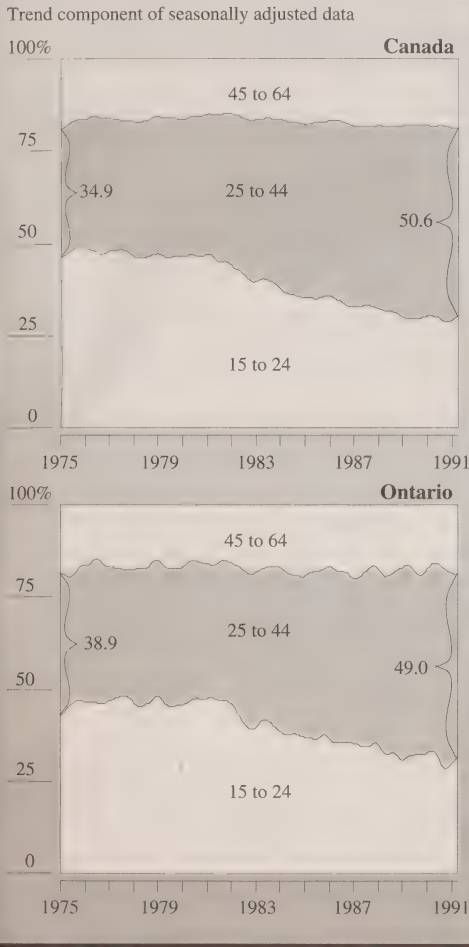 Trend component of seasonally adjusted data
100% Canada
45 to 64
75
34.9 25 to 44
50 50.6
25
15 to 24
0
1975 1979 1983 1987 1991
100% Ontario
45 to 64
75
25 to 44
38.9 49.0
50
25
15 to 24
0
1975 1979 1983 1987 1991